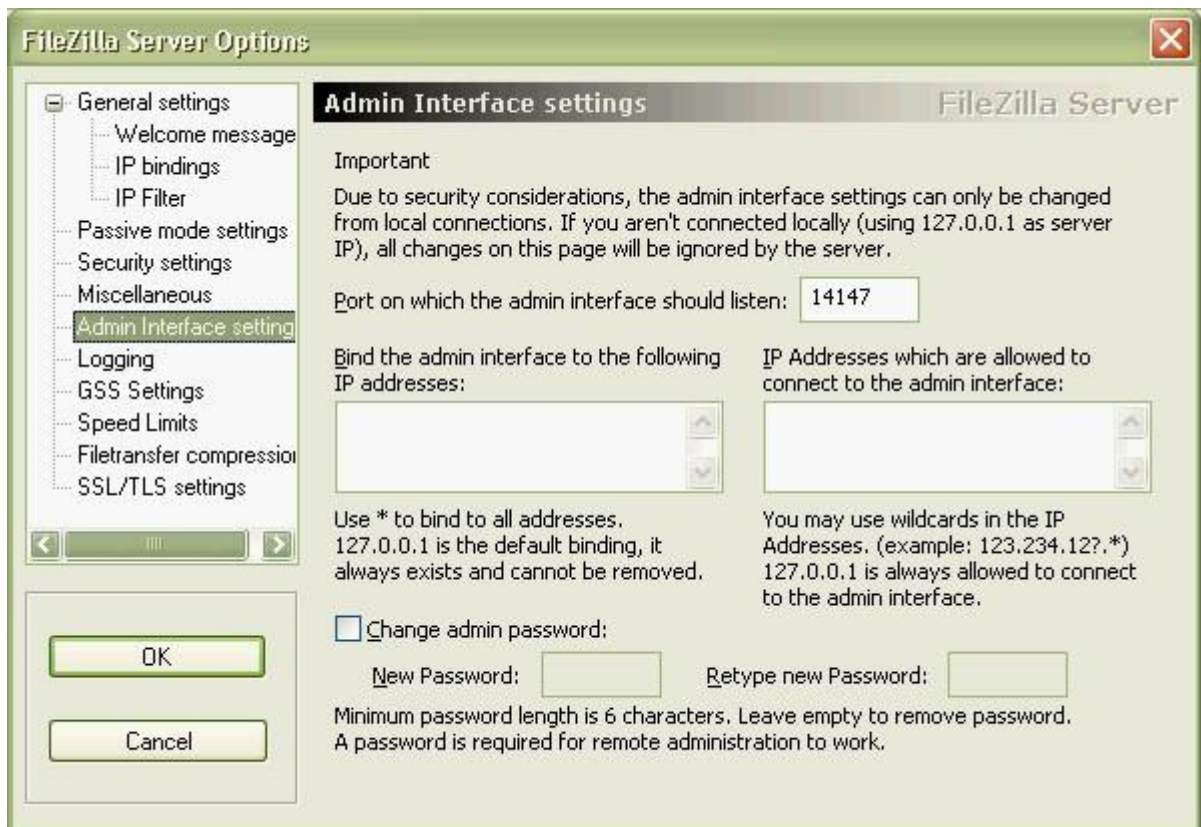 FileZilla Server Options
General settings
Welcome message
IP bindings
IP Filter
Passive mode settings
Security settings
Miscellaneous
Admin Interface setting
Logging
GSS Settings
Speed Limits
Filetransfer compression
SSL/TLS settings
OK
Cancel
Admin Interface settings
FileZilla Server
Important
Due to security considerations, the admin interface settings can only be changed
from local connections. If you aren't connected locally (using 127.0.0.1 as server
IP), all changes on this page will be ignored by the server.
Port on which the admin interface should listen: 14147
Bind the admin interface to the following
IP addresses:
Use * to bind to all addresses.
127.0.0.1 is the default binding, it
always exists and cannot be removed.
IP Addresses which are allowed to
connect to the admin interface:
You may use wildcards in the IP
Addresses. (example: 123.234.12?.*)
127.0.0.1 is always allowed to connect
to the admin interface.
Change admin password:
New Password: Retype new Password:
Minimum password length is 6 characters. Leave empty to remove password.
A password is required for remote administration to work.